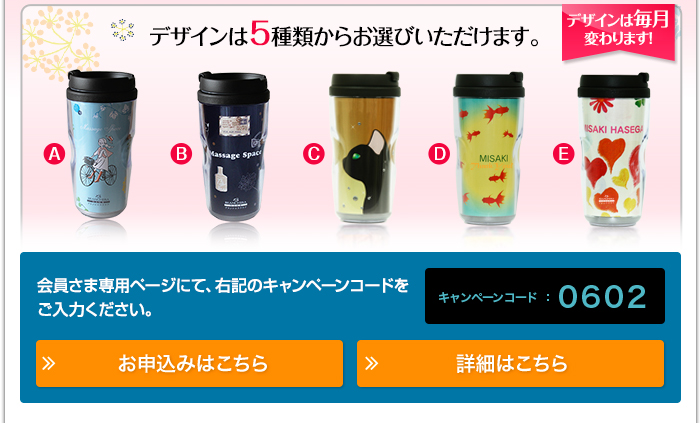 デザインは5種類からお選びいただけます。
デザインは毎月
変わります!
A
B
C
D
E
Massage Space
MISAKI
MISAKI HASEGA
会員さま専用ページにて、右記のキャンペーンコードを
ご入力ください。
キャンペーンコード : 0602
お申込みはこちら
詳細はこちら